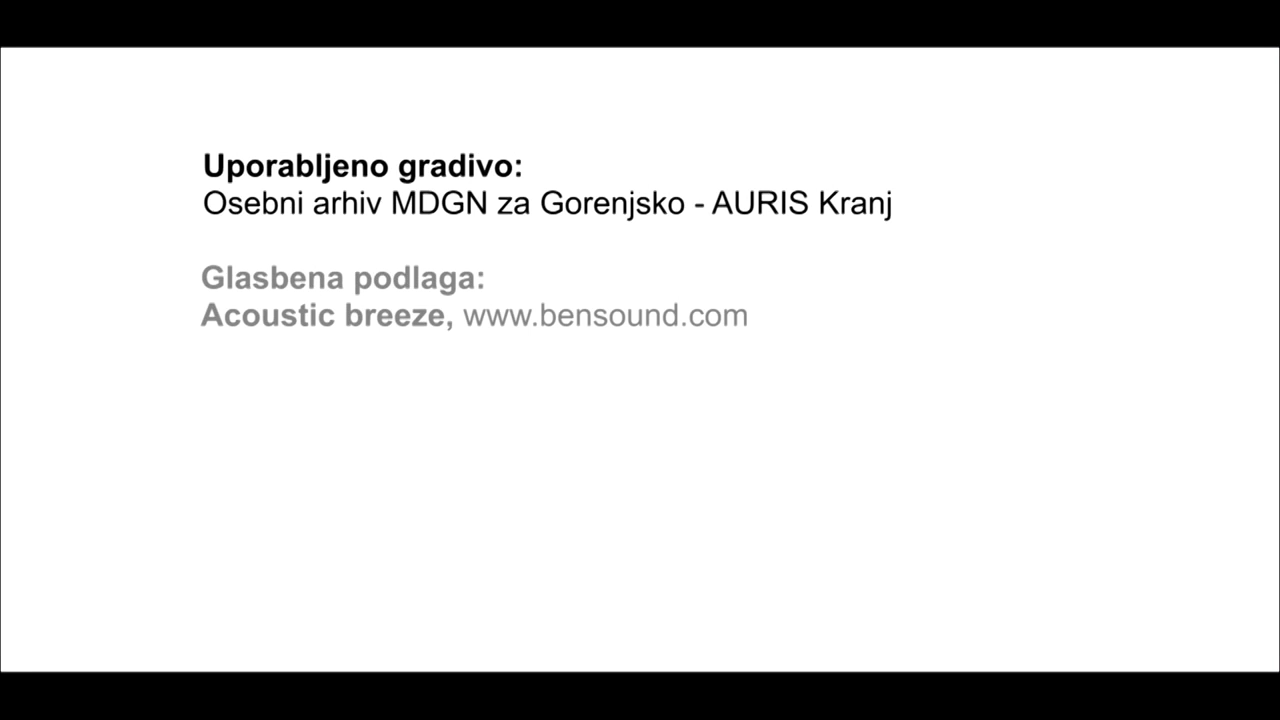 Uporabljeno gradivo:
Osebni arhiv MDGN za Gorenjsko - AURIS Kranj
Glasbena podlaga:
Acoustic breeze, www.bensound.com